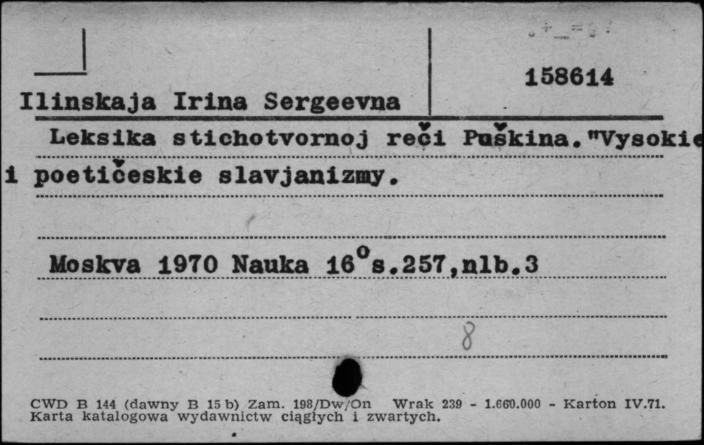 158614
Ilinskaja Irina Sergeevna
Leksika stichotvornoj reči Puškina."Vysokie
i poetičeskie slavjanizmy.
Moskva 1970 Nauka 16° s.257,nlb.3
8
CWD B 144 (dawny B 15 b) Zam. 198/Dw/On Wrak 239 - 1.660.000 - Karton IV.71.
Karta katalogowa wydawnictw ciągłych i zwartych.